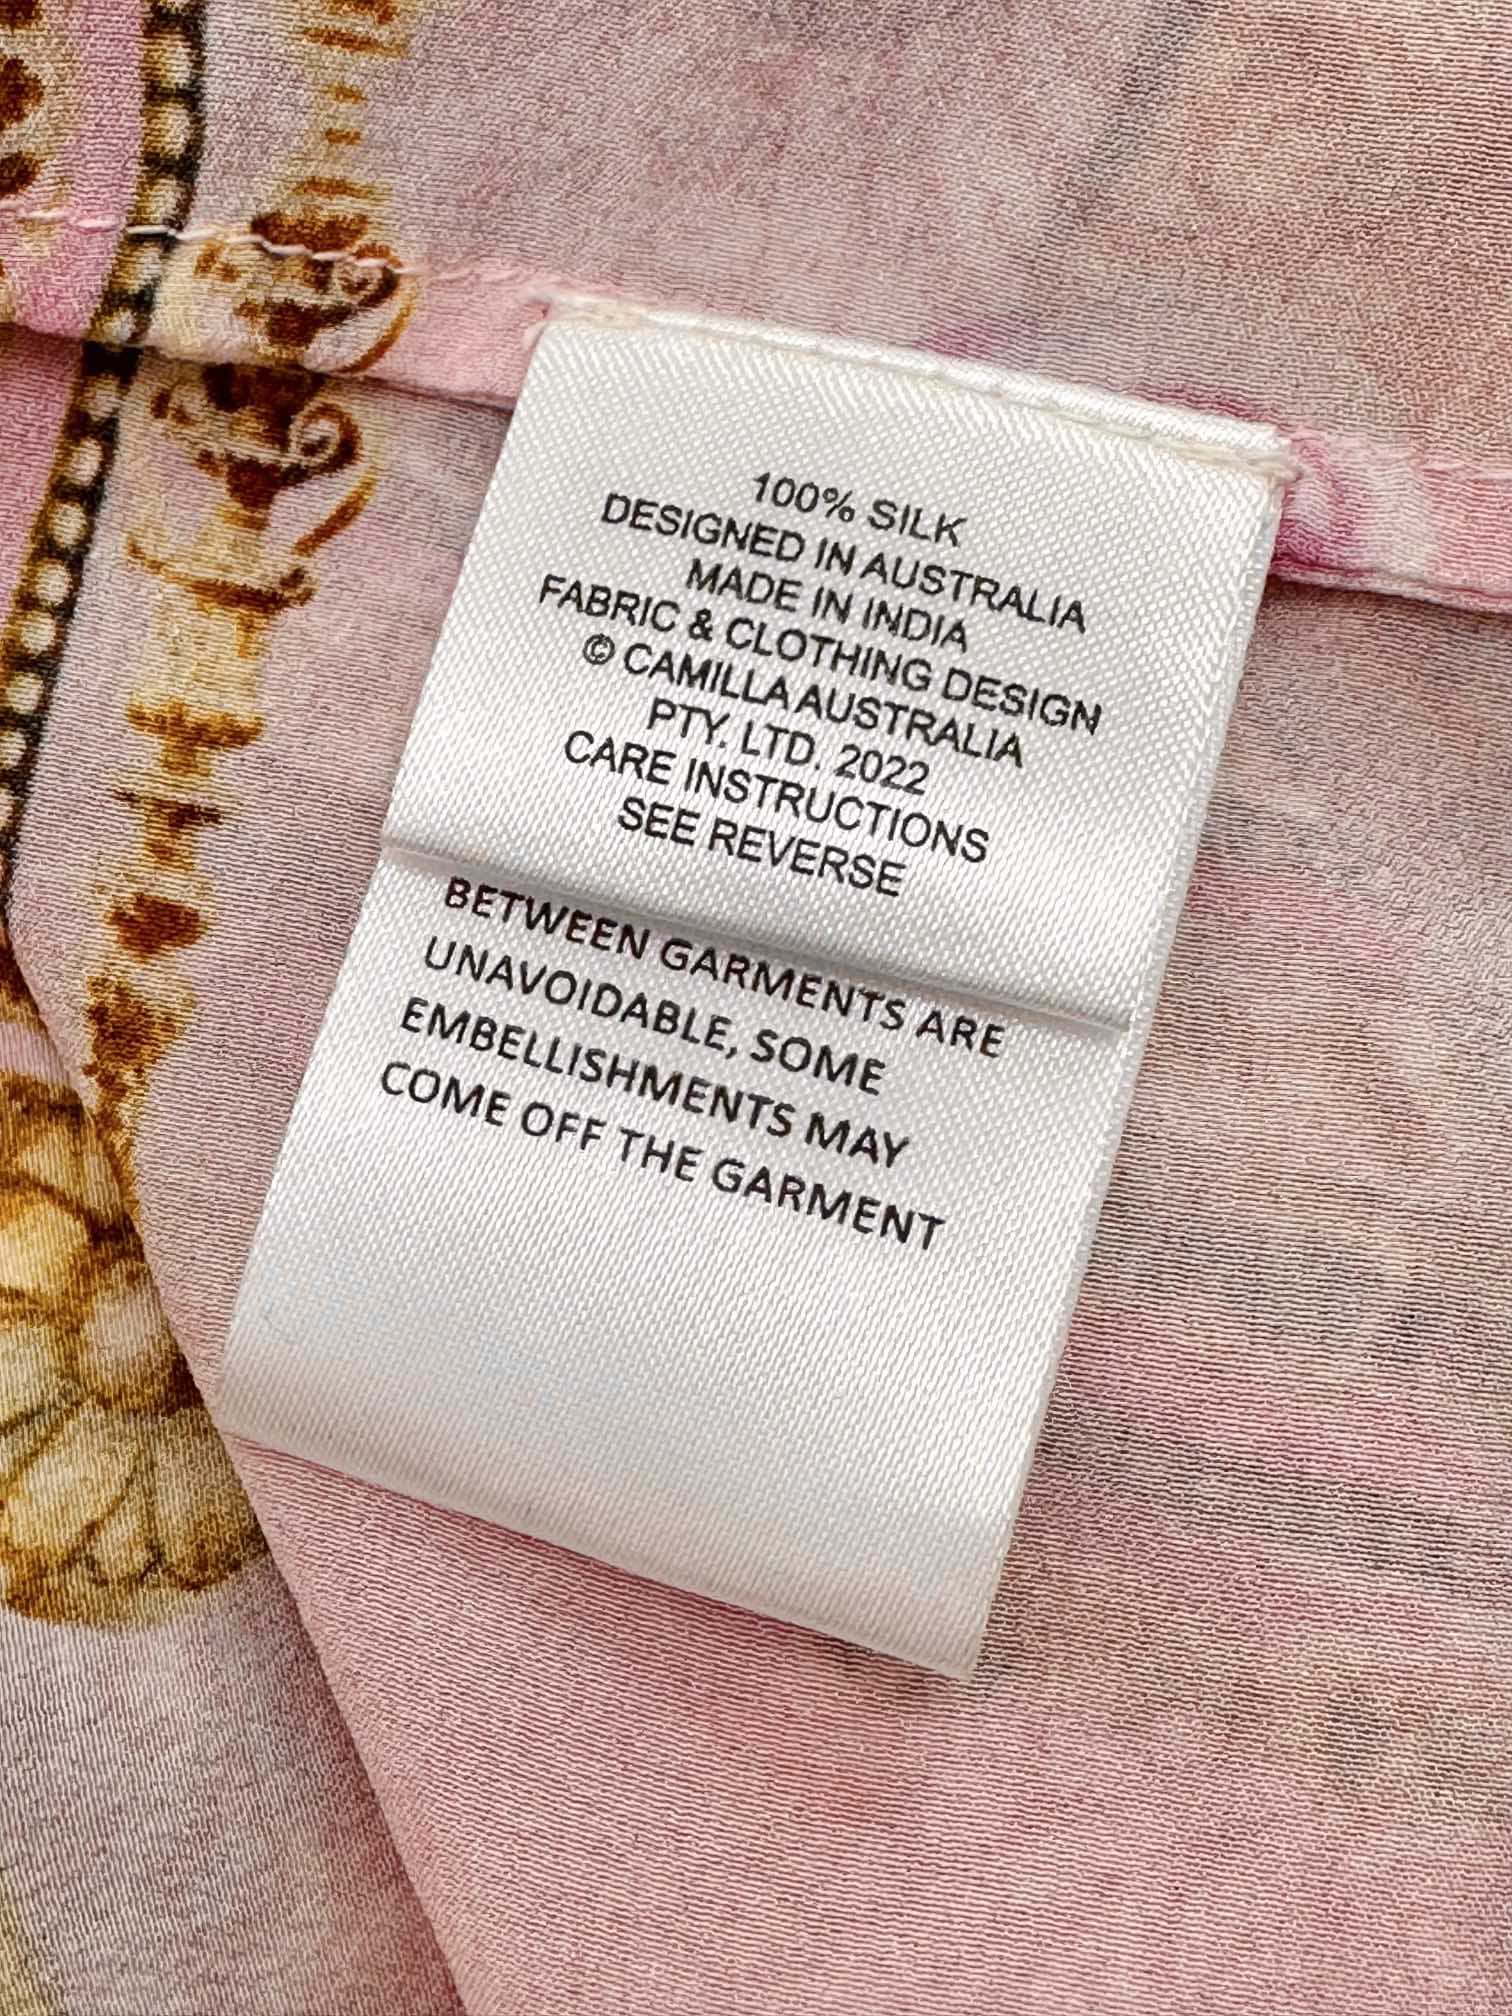 100% SILK
DESIGNED IN AUSTRALIA
MADE IN INDIA
FABRIC & CLOTHING DESIGN
© CAMILLA AUSTRALIA
PTY. LTD. 2022
CARE INSTRUCTIONS
SEE REVERSE
BETWEEN GARMENTS ARE
UNAVOIDABLE, SOME
EMBELLISHMENTS MAY
COME OFF THE GARMENT